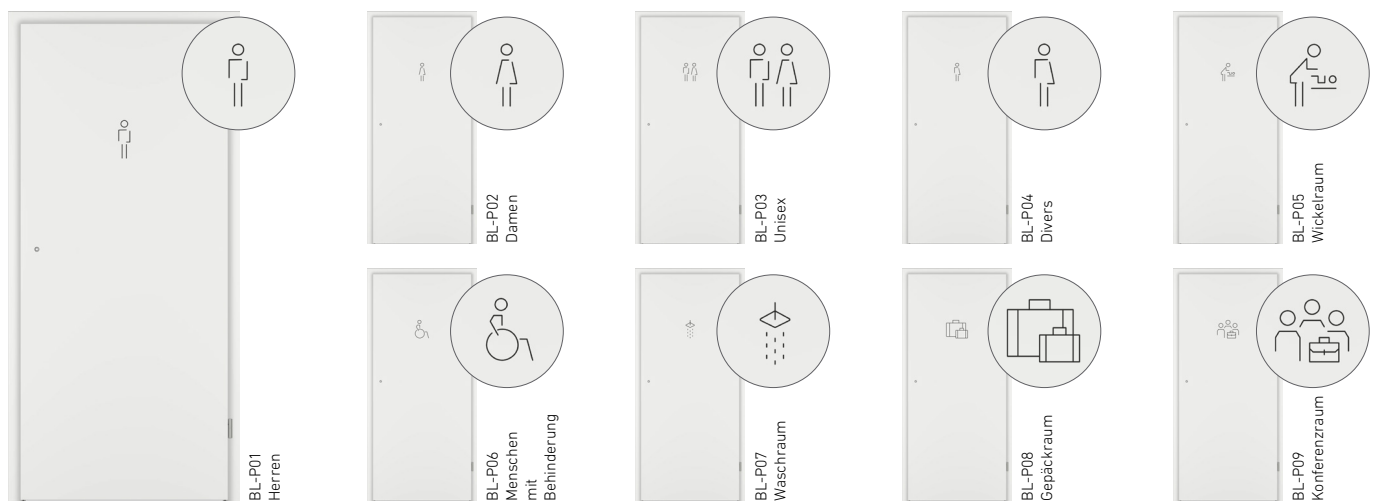 BL-P01
Herren
BL-P02
Damen
BL-P03
Unisex
BL-P04
Divers
BL-P05
Wickelraum
BL-P06
Menschen
mit
Behinderung
BL-P07
Waschraum
BL-P08
Gepäckraum
BL-P09
Konferenzraum